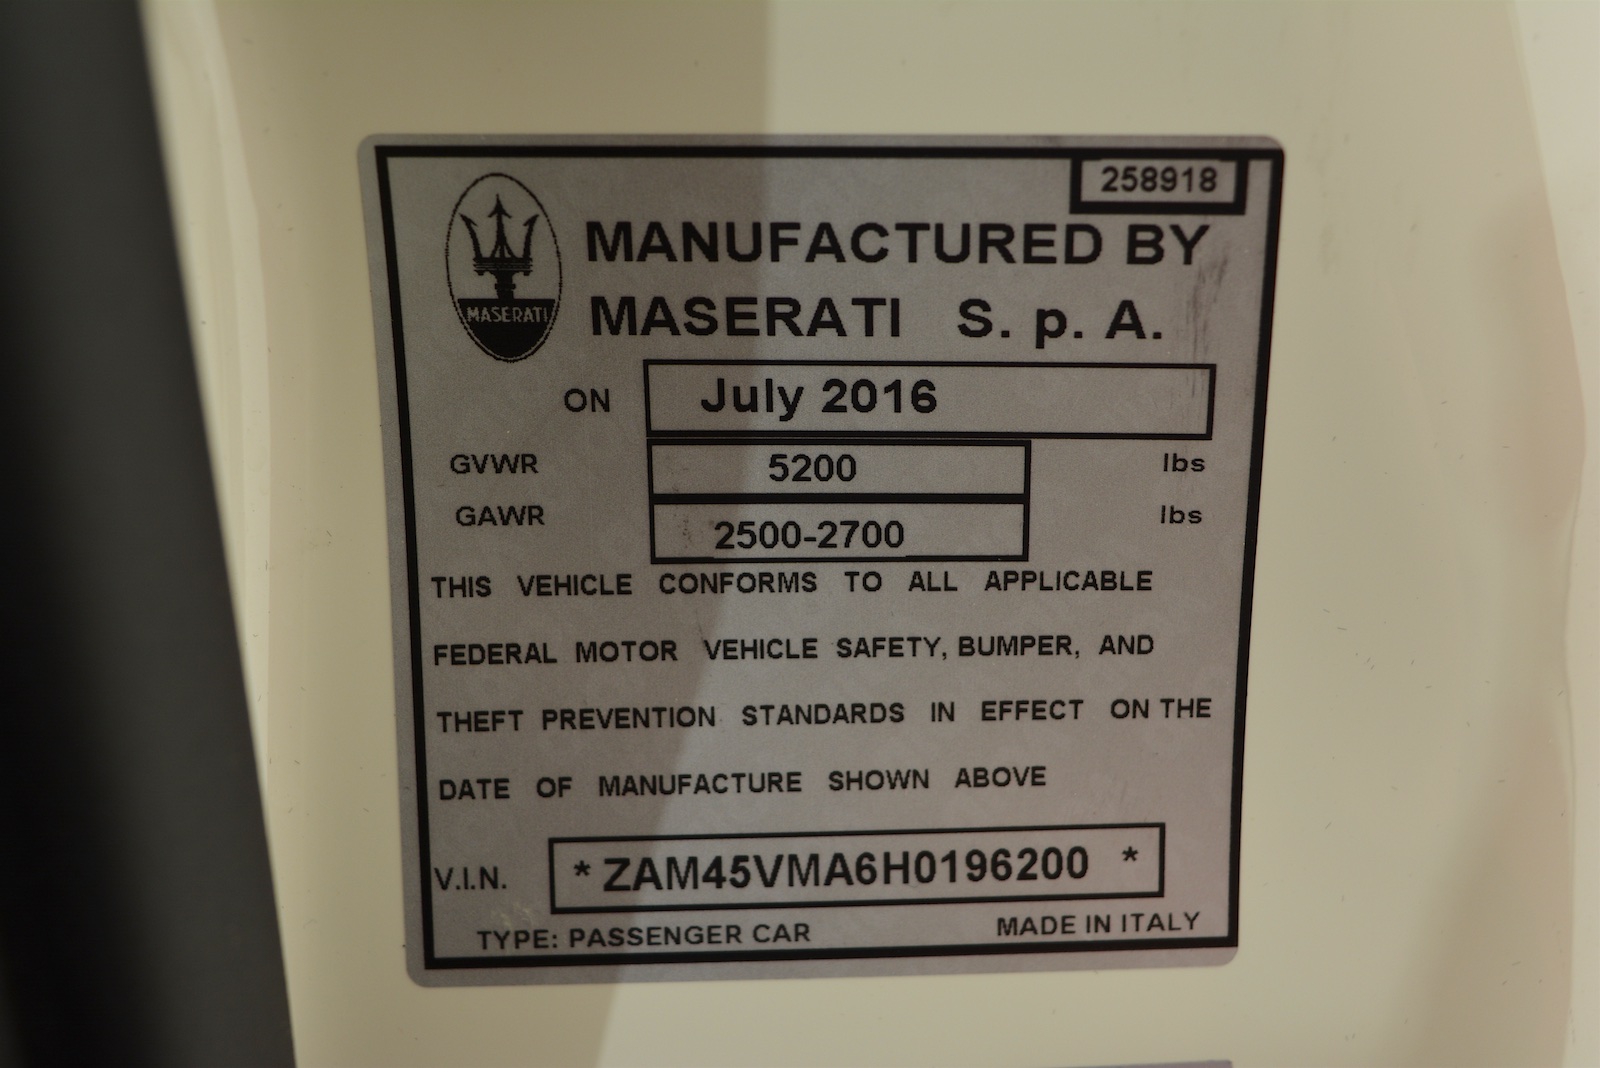 258918
MASERATI
MANUFACTURED BY
MASERATI S. p. A.
ON July 2016
GVWR 5200 lbs
GAWR 2500-2700 lbs
THIS VEHICLE CONFORMS TO ALL APPLICABLE
FEDERAL MOTOR VEHICLE SAFETY, BUMPER, AND
THEFT PREVENTION STANDARDS IN EFFECT ON THE
DATE OF MANUFACTURE SHOWN ABOVE
V.I.N. * ZAM45VMA6H0196200 *
TYPE: PASSENGER CAR MADE IN ITALY